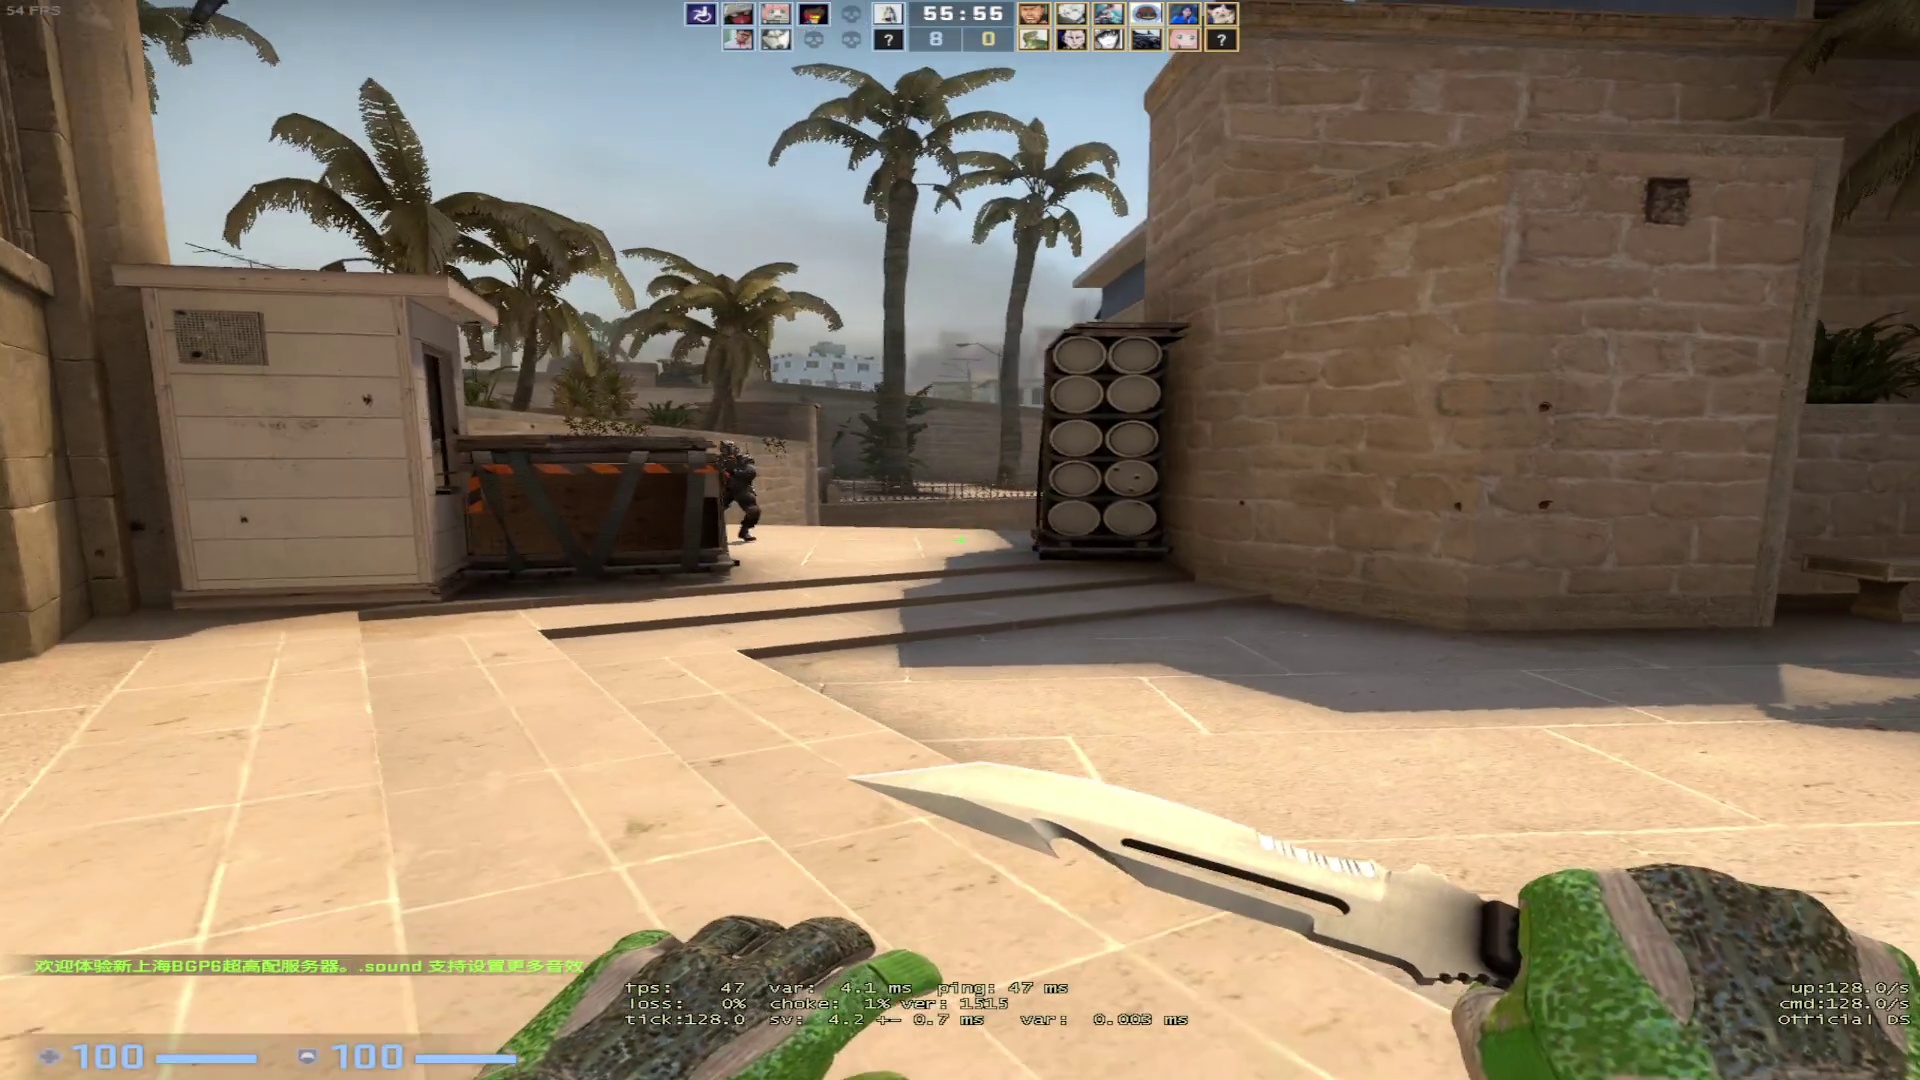 54 FPS
55:55
?
8
0
?
欢迎体验新上海BGP6超高配服务器。.sound 支持设置更多音效
fps: 47 var: 4.1 ms ping: 47 ms
loss: 0% choke: 1% ver: 1515
tick:128.0 sv: 4.2 +- 0.7 ms var: 0.003 ms
up:128.0/s
cmd:128.0/s
official DS
100
100